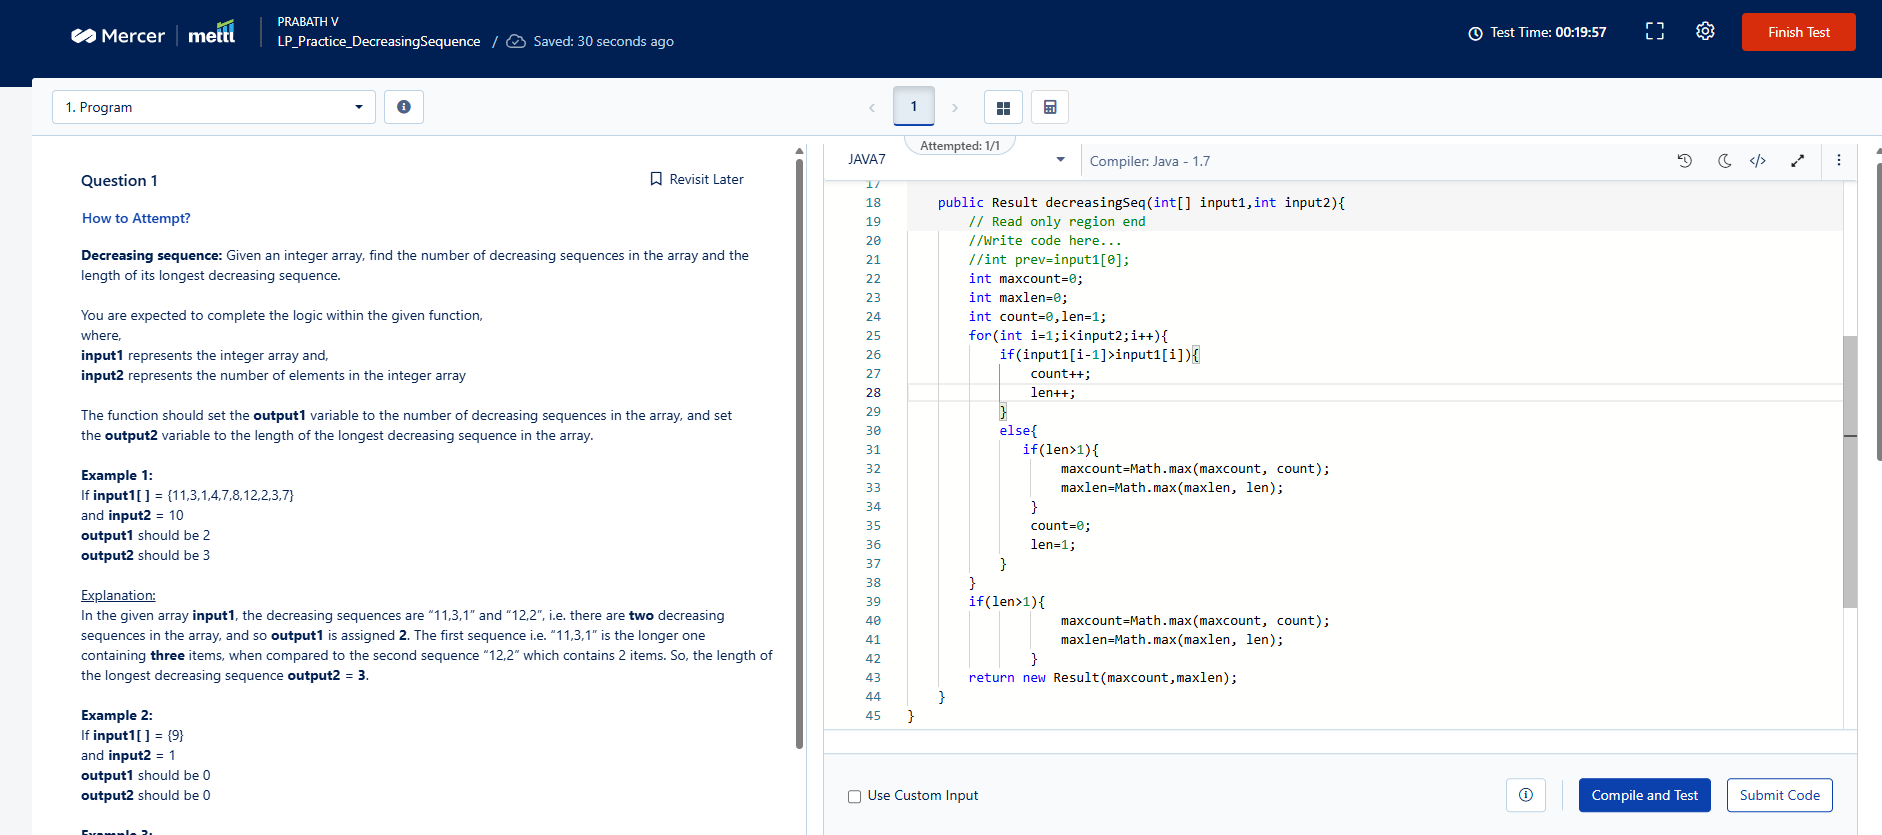 Mercer | mettl
PRABATH V
LP_Practice_DecreasingSequence / Saved: 30 seconds ago
Test Time: 00:19:57
Finish Test
1. Program
1
Attempted: 1/1
Question 1
Revisit Later
How to Attempt?
Decreasing sequence: Given an integer array, find the number of decreasing sequences in the array and the
length of its longest decreasing sequence.
You are expected to complete the logic within the given function,
where,
input1 represents the integer array and,
input2 represents the number of elements in the integer array
The function should set the output1 variable to the number of decreasing sequences in the array, and set
the output2 variable to the length of the longest decreasing sequence in the array.
Example 1:
If input1[ ] = {11,3,1,4,7,8,12,2,3,7}
and input2 = 10
output1 should be 2
output2 should be 3
Explanation:
In the given array input1, the decreasing sequences are “11,3,1” and “12,2”, i.e. there are two decreasing
sequences in the array, and so output1 is assigned 2. The first sequence i.e. “11,3,1” is the longer one
containing three items, when compared to the second sequence “12,2” which contains 2 items. So, the length of
the longest decreasing sequence output2 = 3.
Example 2:
If input1[ ] = {9}
and input2 = 1
output1 should be 0
output2 should be 0
Example 3:
JAVA7
Compiler: Java - 1.7
17
18 public Result decreasingSeq(int[] input1,int input2){
19 // Read only region end
20 //Write code here...
21 //int prev=input1[0];
22 int maxcount=0;
23 int maxlen=0;
24 int count=0,len=1;
25 for(int i=1;i<input2;i++){
26 if(input1[i-1]>input1[i]){
27 count++;
28 len++;
29 }
30 else{
31 if(len>1){
32 maxcount=Math.max(maxcount, count);
33 maxlen=Math.max(maxlen, len);
34 }
35 count=0;
36 len=1;
37 }
38 }
39 if(len>1){
40 maxcount=Math.max(maxcount, count);
41 maxlen=Math.max(maxlen, len);
42 }
43 return new Result(maxcount,maxlen);
44 }
45 }
Use Custom Input
Compile and Test
Submit Code